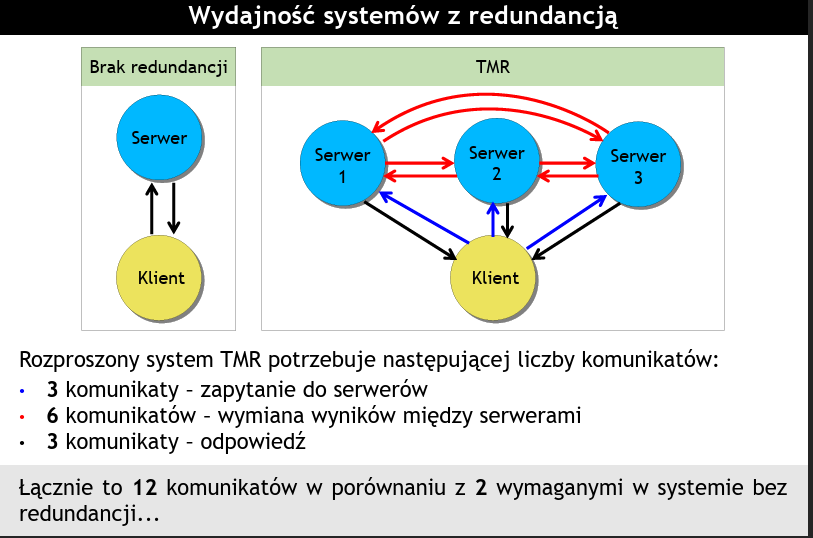 Wydajność systemów z redundancją
Brak redundancji
TMR
Serwer
Klient
Serwer
1
Serwer
2
Serwer
3
Klient
Rozproszony system TMR potrzebuje następującej liczby komunikatów:
• 3 komunikaty – zapytanie do serwerów
• 6 komunikatów – wymiana wyników między serwerami
• 3 komunikaty – odpowiedź
Łącznie to 12 komunikatów w porównaniu z 2 wymaganymi w systemie bez
redundancji...